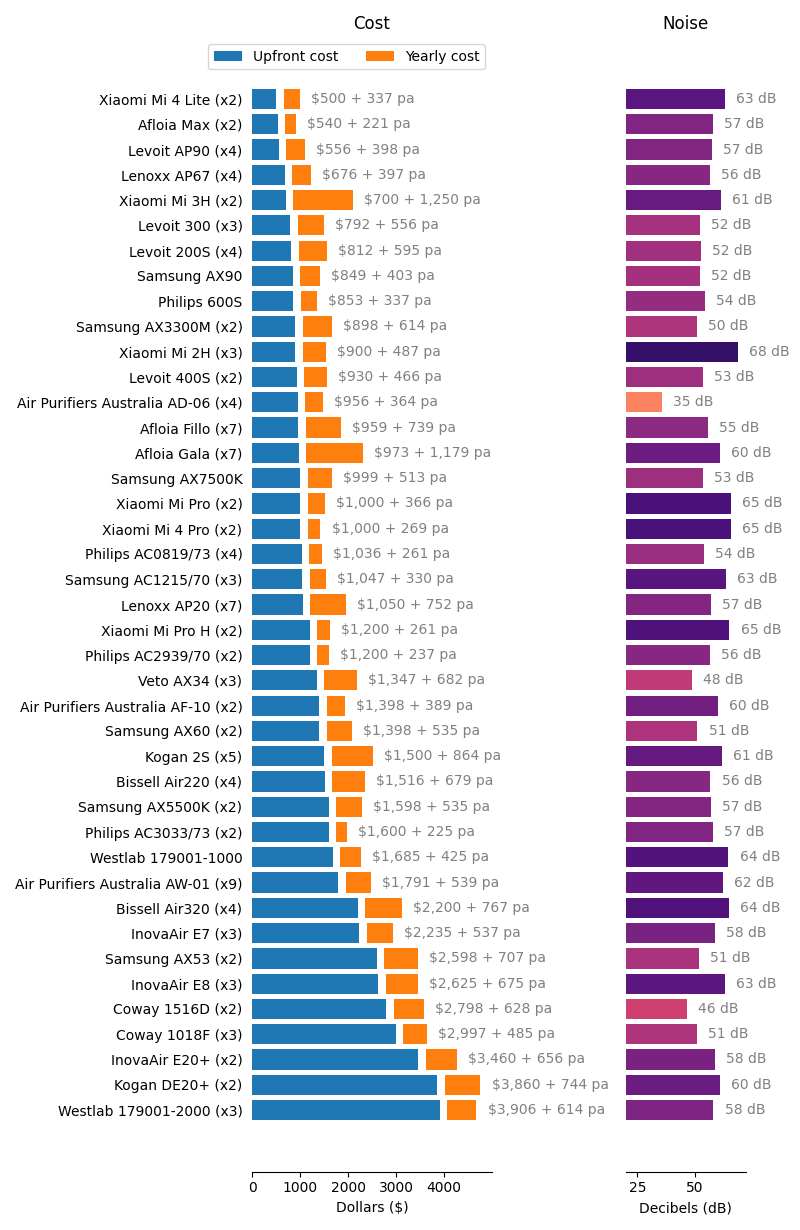 Cost
Noise
Upfront cost
Yearly cost
Xiaomi Mi 4 Lite (x2) $500 + 337 pa 63 dB
Afloia Max (x2) $540 + 221 pa 57 dB
Levoit AP90 (x4) $556 + 398 pa 57 dB
Lenoxx AP67 (x4) $676 + 397 pa 56 dB
Xiaomi Mi 3H (x2) $700 + 1,250 pa 61 dB
Levoit 300 (x3) $792 + 556 pa 52 dB
Levoit 200S (x4) $812 + 595 pa 52 dB
Samsung AX90 $849 + 403 pa 52 dB
Philips 600S $853 + 337 pa 54 dB
Samsung AX3300M (x2) $898 + 614 pa 50 dB
Xiaomi Mi 2H (x3) $900 + 487 pa 68 dB
Levoit 400S (x2) $930 + 466 pa 53 dB
Air Purifiers Australia AD-06 (x4) $956 + 364 pa 35 dB
Afloia Fillo (x7) $959 + 739 pa 55 dB
Afloia Gala (x7) $973 + 1,179 pa 60 dB
Samsung AX7500K $999 + 513 pa 53 dB
Xiaomi Mi Pro (x2) $1,000 + 366 pa 65 dB
Xiaomi Mi 4 Pro (x2) $1,000 + 269 pa 65 dB
Philips AC0819/73 (x4) $1,036 + 261 pa 54 dB
Samsung AC1215/70 (x3) $1,047 + 330 pa 63 dB
Lenoxx AP20 (x7) $1,050 + 752 pa 57 dB
Xiaomi Mi Pro H (x2) $1,200 + 261 pa 65 dB
Philips AC2939/70 (x2) $1,200 + 237 pa 56 dB
Veto AX34 (x3) $1,347 + 682 pa 48 dB
Air Purifiers Australia AF-10 (x2) $1,398 + 389 pa 60 dB
Samsung AX60 (x2) $1,398 + 535 pa 51 dB
Kogan 2S (x5) $1,500 + 864 pa 61 dB
Bissell Air220 (x4) $1,516 + 679 pa 56 dB
Samsung AX5500K (x2) $1,598 + 535 pa 57 dB
Philips AC3033/73 (x2) $1,600 + 225 pa 57 dB
Westlab 179001-1000 $1,685 + 425 pa 64 dB
Air Purifiers Australia AW-01 (x9) $1,791 + 539 pa 62 dB
Bissell Air320 (x4) $2,200 + 767 pa 64 dB
InovaAir E7 (x3) $2,235 + 537 pa 58 dB
Samsung AX53 (x2) $2,598 + 707 pa 51 dB
InovaAir E8 (x3) $2,625 + 675 pa 63 dB
Coway 1516D (x2) $2,798 + 628 pa 46 dB
Coway 1018F (x3) $2,997 + 485 pa 51 dB
InovaAir E20+ (x2) $3,460 + 656 pa 58 dB
Kogan DE20+ (x2) $3,860 + 744 pa 60 dB
Westlab 179001-2000 (x3) $3,906 + 614 pa 58 dB
0 1000 2000 3000 4000
25 50
Dollars ($)
Decibels (dB)